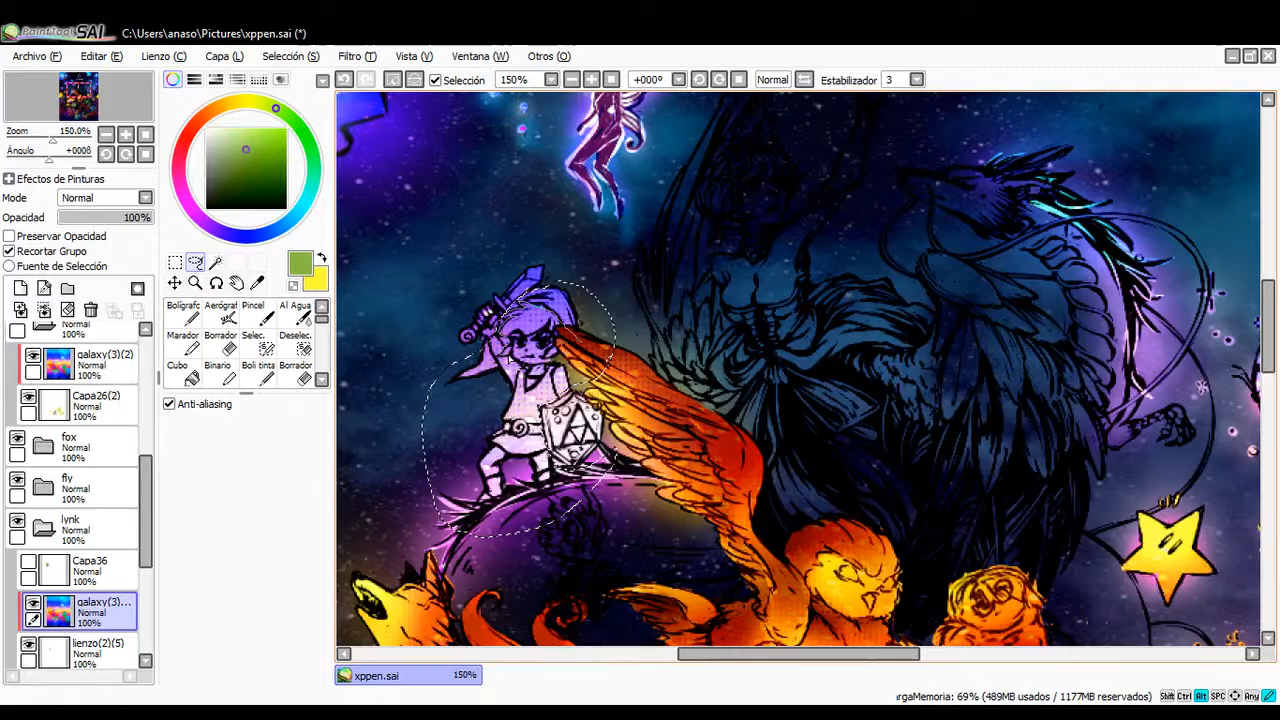 PaintTool SAI C:\Users\anaso\Pictures\xppen.sai (*)
Archivo (F) Editar (E) Lienzo (C) Capa (L) Selección (S) Filtro (T) Vista (V) Ventana (W) Otros (O)
Selección 150% +000º Normal Estabilizador 3
Zoom 150.0%
Ángulo +000ß
Efectos de Pinturas
Mode Normal
Opacidad 100%
Preservar Opacidad
Recortar Grupo
Fuente de Selección
Normal
100%
galaxy(3)(2)
Normal
100%
Capa26(2)
Normal
100%
fox
Normal
100%
fly
Normal
100%
lynk
Normal
100%
Capa36
Normal
100%
galaxy(3)...
Normal
100%
lienzo(2)(5)
Normal
100%
Bolígrafo Aerógraf Pincel Al Agua
Marador Borrador Selec. Deselec.
Cubo Binario Boli tinta Borrador
Anti-aliasing
xppen.sai 150%
argaMemoria: 69% (489MB usados / 1177MB reservados) Shift Ctrl Alt SPC Any